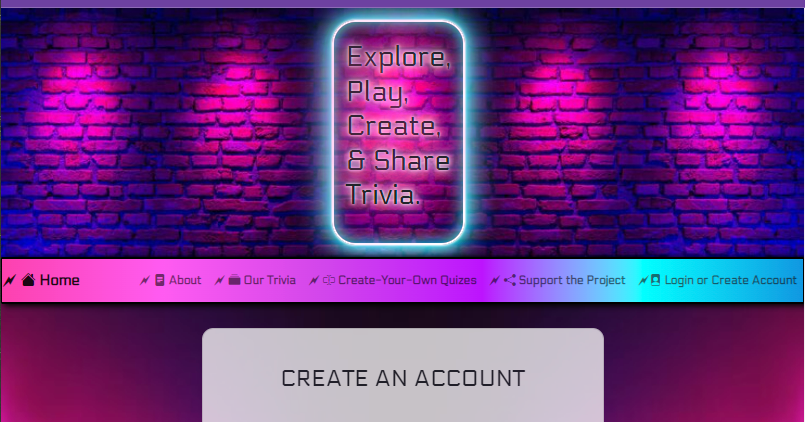 Explore,
Play,
Create,
& Share
Trivia.
Home About Our Trivia Create-Your-Own Quizes Support the Project Login or Create Account
CREATE AN ACCOUNT